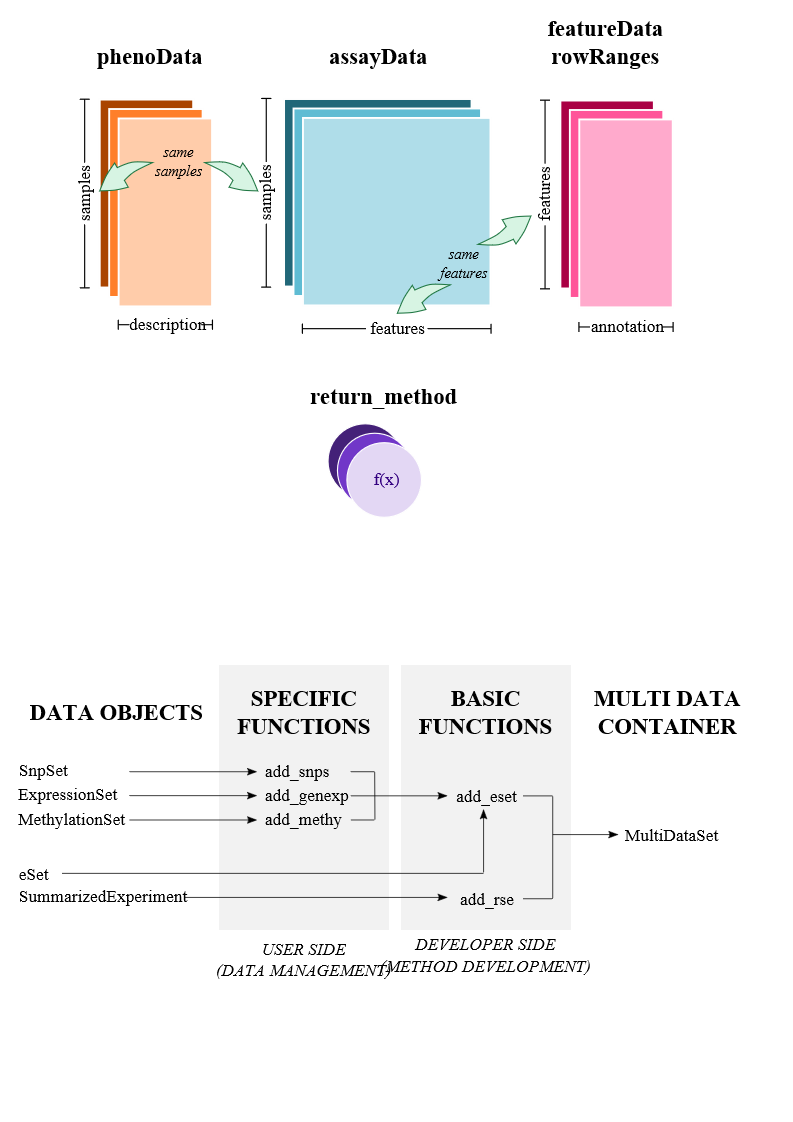 phenoData
assayData
featureData
rowRanges
samples
same
samples
samples
same
features
features
description
features
annotation
return_method
f(x)
DATA OBJECTS
SPECIFIC
FUNCTIONS
BASIC
FUNCTIONS
MULTI DATA
CONTAINER
SnpSet
add_snps
ExpressionSet
add_genexp
add_eset
MethylationSet
add_methy
MultiDataSet
eSet
SummarizedExperiment
add_rse
USER SIDE
(DATA MANAGEMENT)
DEVELOPER SIDE
(METHOD DEVELOPMENT)